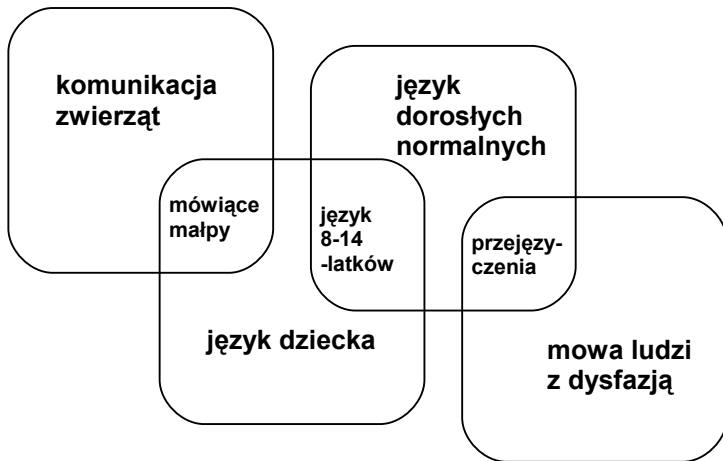 komunikacja
zwierząt
język
dorosłych
normalnych
mówiące
małpy
język
8-14
-latków
przejęzy-
czenia
język dziecka
mowa ludzi
z dysfazją